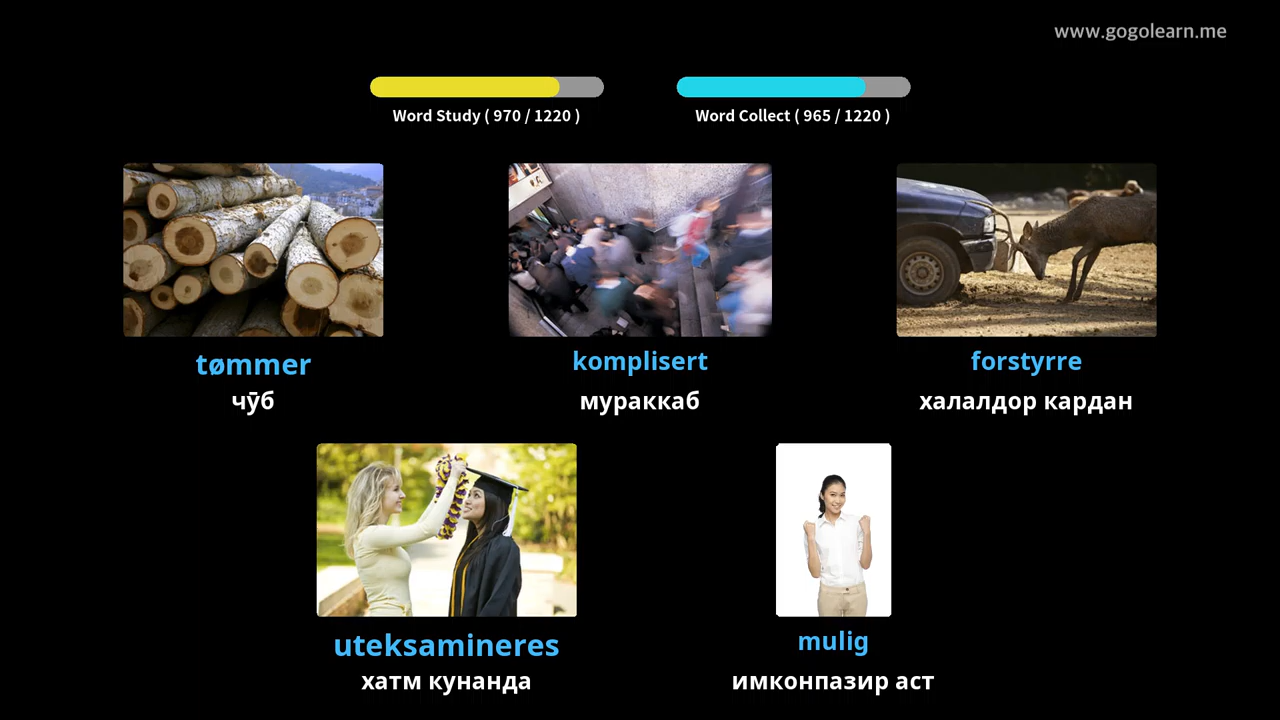 www.gogolearn.me
Word Study ( 970 / 1220 )
Word Collect ( 965 / 1220 )
tømmer
чӯб
komplisert
мураккаб
forstyrre
халалдор кардан
uteksamineres
хатм кунанда
mulig
имконпазир аст